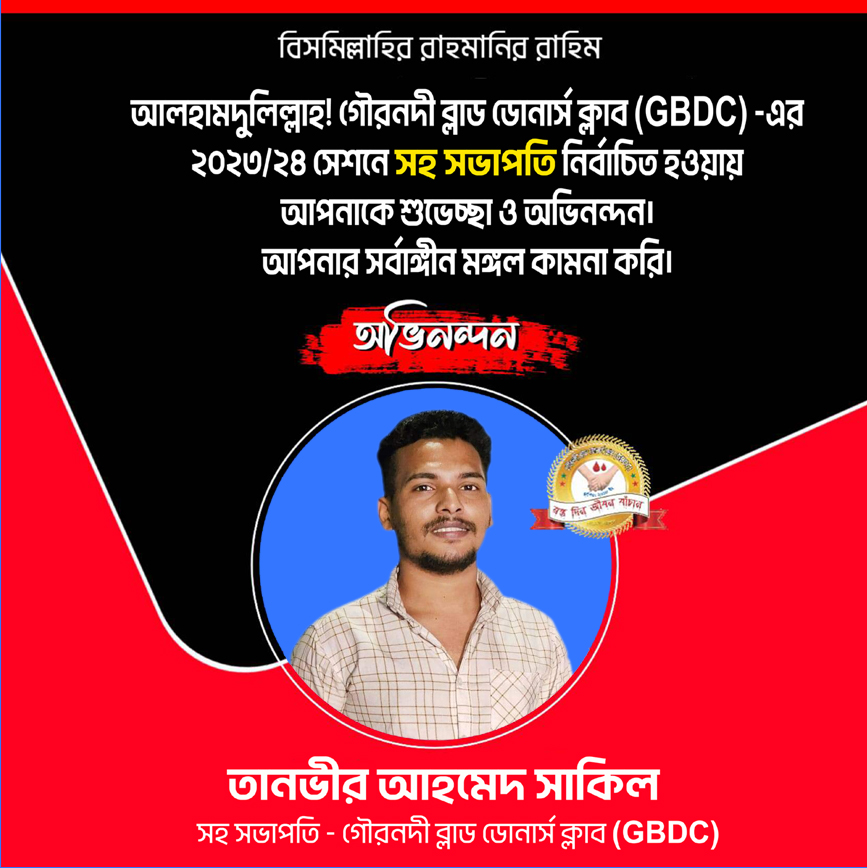 বিসমিল্লাহির রাহমানির রাহিম
আলহামদুলিল্লাহ! গৌরনদী ব্লাড ডোনার্স ক্লাব (GBDC) -এর
২০২৩/২৪ সেশনে সহ সভাপতি নির্বাচিত হওয়ায়
আপনাকে শুভেচ্ছা ও অভিনন্দন।
আপনার সর্বাঙ্গীন মঙ্গল কামনা করি।
অভিনন্দন
রক্ত দিন জীবন বাঁচান
তানভীর আহমেদ সাকিল
সহ সভাপতি - গৌরনদী ব্লাড ডোনার্স ক্লাব (GBDC)